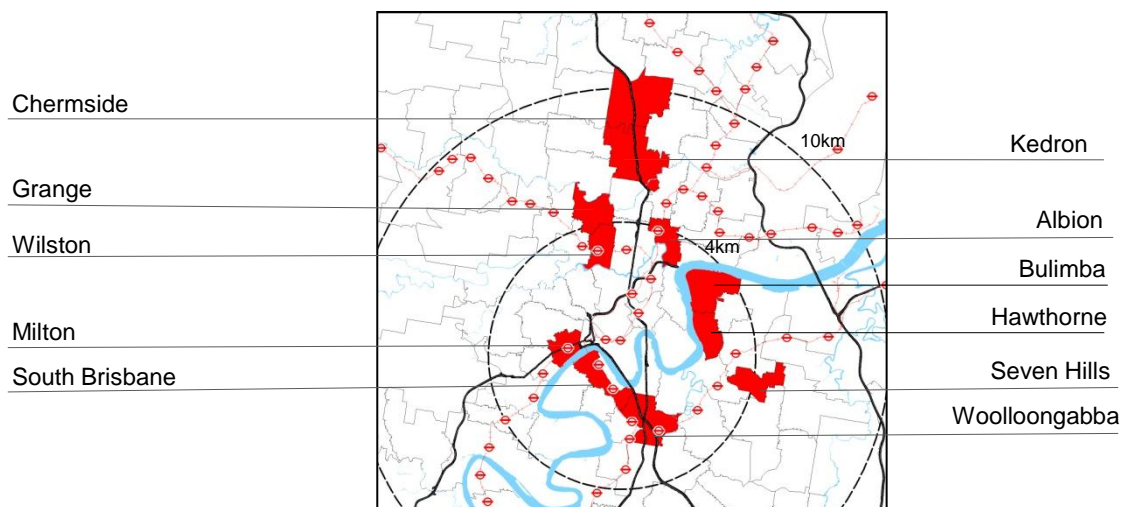 Chermside
10km
Kedron
Grange
Albion
Wilston
4km
Bulimba
Hawthorne
Milton
South Brisbane
Seven Hills
Woolloongabba